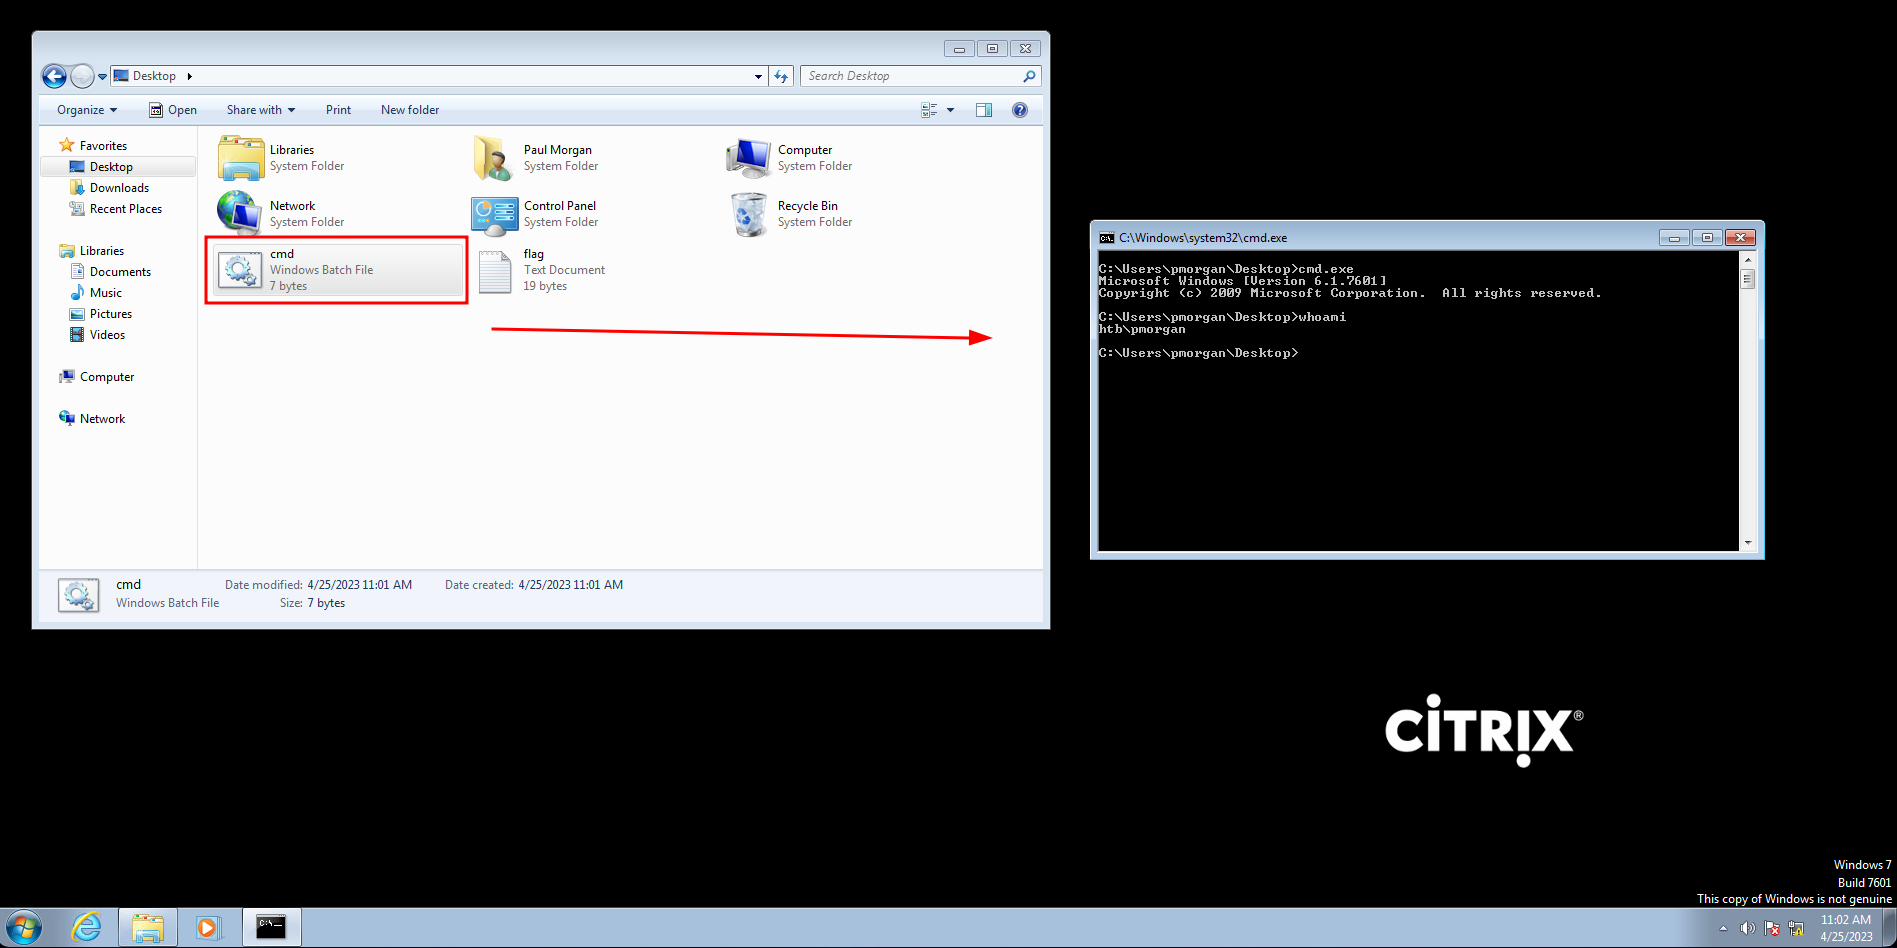 Desktop
Search Desktop
Organize
Open
Share with
Print
New folder
Favorites
Desktop
Downloads
Recent Places
Libraries
Documents
Music
Pictures
Videos
Computer
Network
Libraries
System Folder
Paul Morgan
System Folder
Computer
System Folder
Network
System Folder
Control Panel
System Folder
Recycle Bin
System Folder
cmd
Windows Batch File
7 bytes
flag
Text Document
19 bytes
cmd
Windows Batch File
Date modified: 4/25/2023 11:01 AM
Size: 7 bytes
Date created: 4/25/2023 11:01 AM
C:\Windows\system32\cmd.exe
C:\Users\pmorgan\Desktop>cmd.exe
Microsoft Windows [Version 6.1.7601]
Copyright (c) 2009 Microsoft Corporation.  All rights reserved.
C:\Users\pmorgan\Desktop>whoami
htb\pmorgan
C:\Users\pmorgan\Desktop>
CiTRIX®
Windows 7
Build 7601
This copy of Windows is not genuine
11:02 AM
4/25/2023